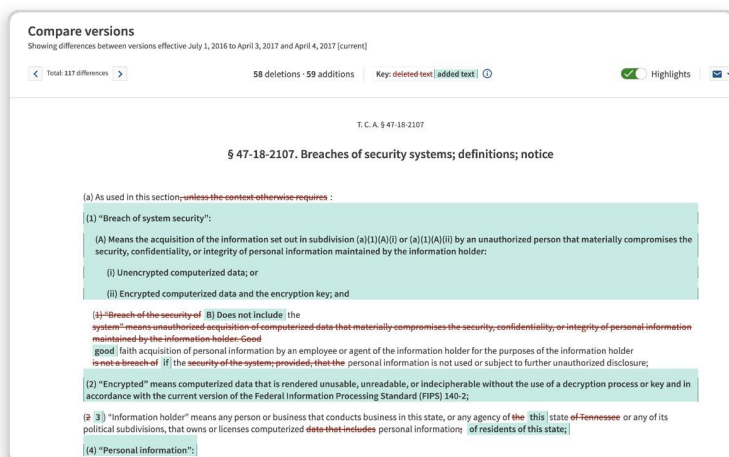 Compare versions
Showing differences between versions effective July 1, 2016 to April 3, 2017 and April 4, 2017 [current]
Total: 117 differences
58 deletions · 59 additions
Key: deleted text added text
Highlights
T. C. A. § 47-18-2107
§ 47-18-2107. Breaches of security systems; definitions; notice
(a) As used in this section, unless the context otherwise requires :
(1) “Breach of system security”:
(A) Means the acquisition of the information set out in subdivision (a)(1)(A)(i) or (a)(1)(A)(ii) by an unauthorized person that materially compromises the
security, confidentiality, or integrity of personal information maintained by the information holder:
(i) Unencrypted computerized data; or
(ii) Encrypted computerized data and the encryption key; and
(1) “Breach of the security of B) Does not include the
system” means unauthorized acquisition of computerized data that materially compromises the security, confidentiality, or integrity of personal information
maintained by the information holder. Good
good faith acquisition of personal information by an employee or agent of the information holder for the purposes of the information holder
is not a breach of if the security of the system; provided, that the personal information is not used or subject to further unauthorized disclosure;
(2) “Encrypted” means computerized data that is rendered unusable, unreadable, or indecipherable without the use of a decryption process or key and in
accordance with the current version of the Federal Information Processing Standard (FIPS) 140-2;
(2 3) “Information holder” means any person or business that conducts business in this state, or any agency of the this state of Tennessee or any of its
political subdivisions, that owns or licenses computerized data that includes personal information; of residents of this state;
(4) “Personal information”: